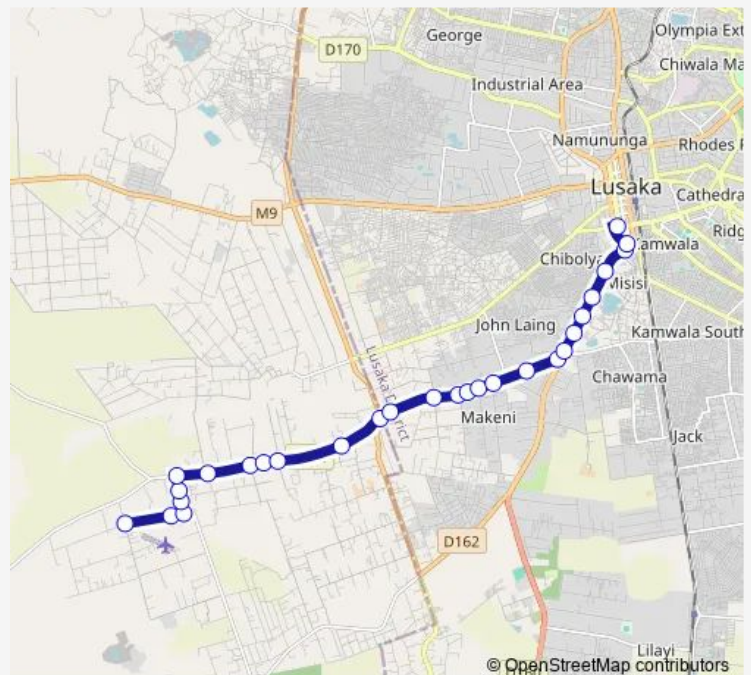 George
Olympia Ext
D170
Chiwala Ma
Industrial Area
Namununga
Rhodes
Lusaka
Cathedra
M9
Ridg
Kamwala
Chibolya
Misisi
John Laing
Kamwala South
Lusaka District
Chawama
Makeni
Jack
D162
Lilayi
© OpenStreetMap contributors